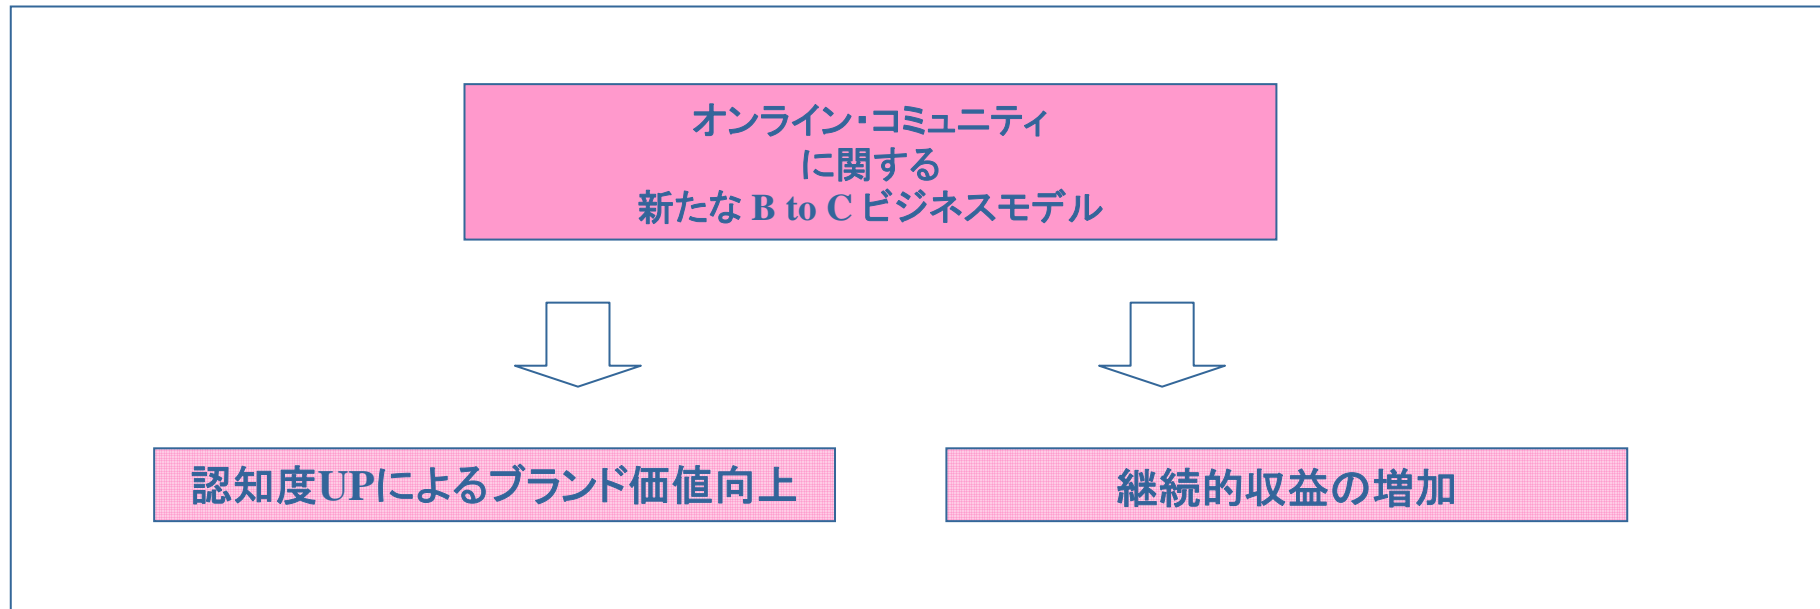 オンライン・コミュニティ
に関する
新たな B to C ビジネスモデル
認知度UPによるブランド価値向上
継続的収益の増加